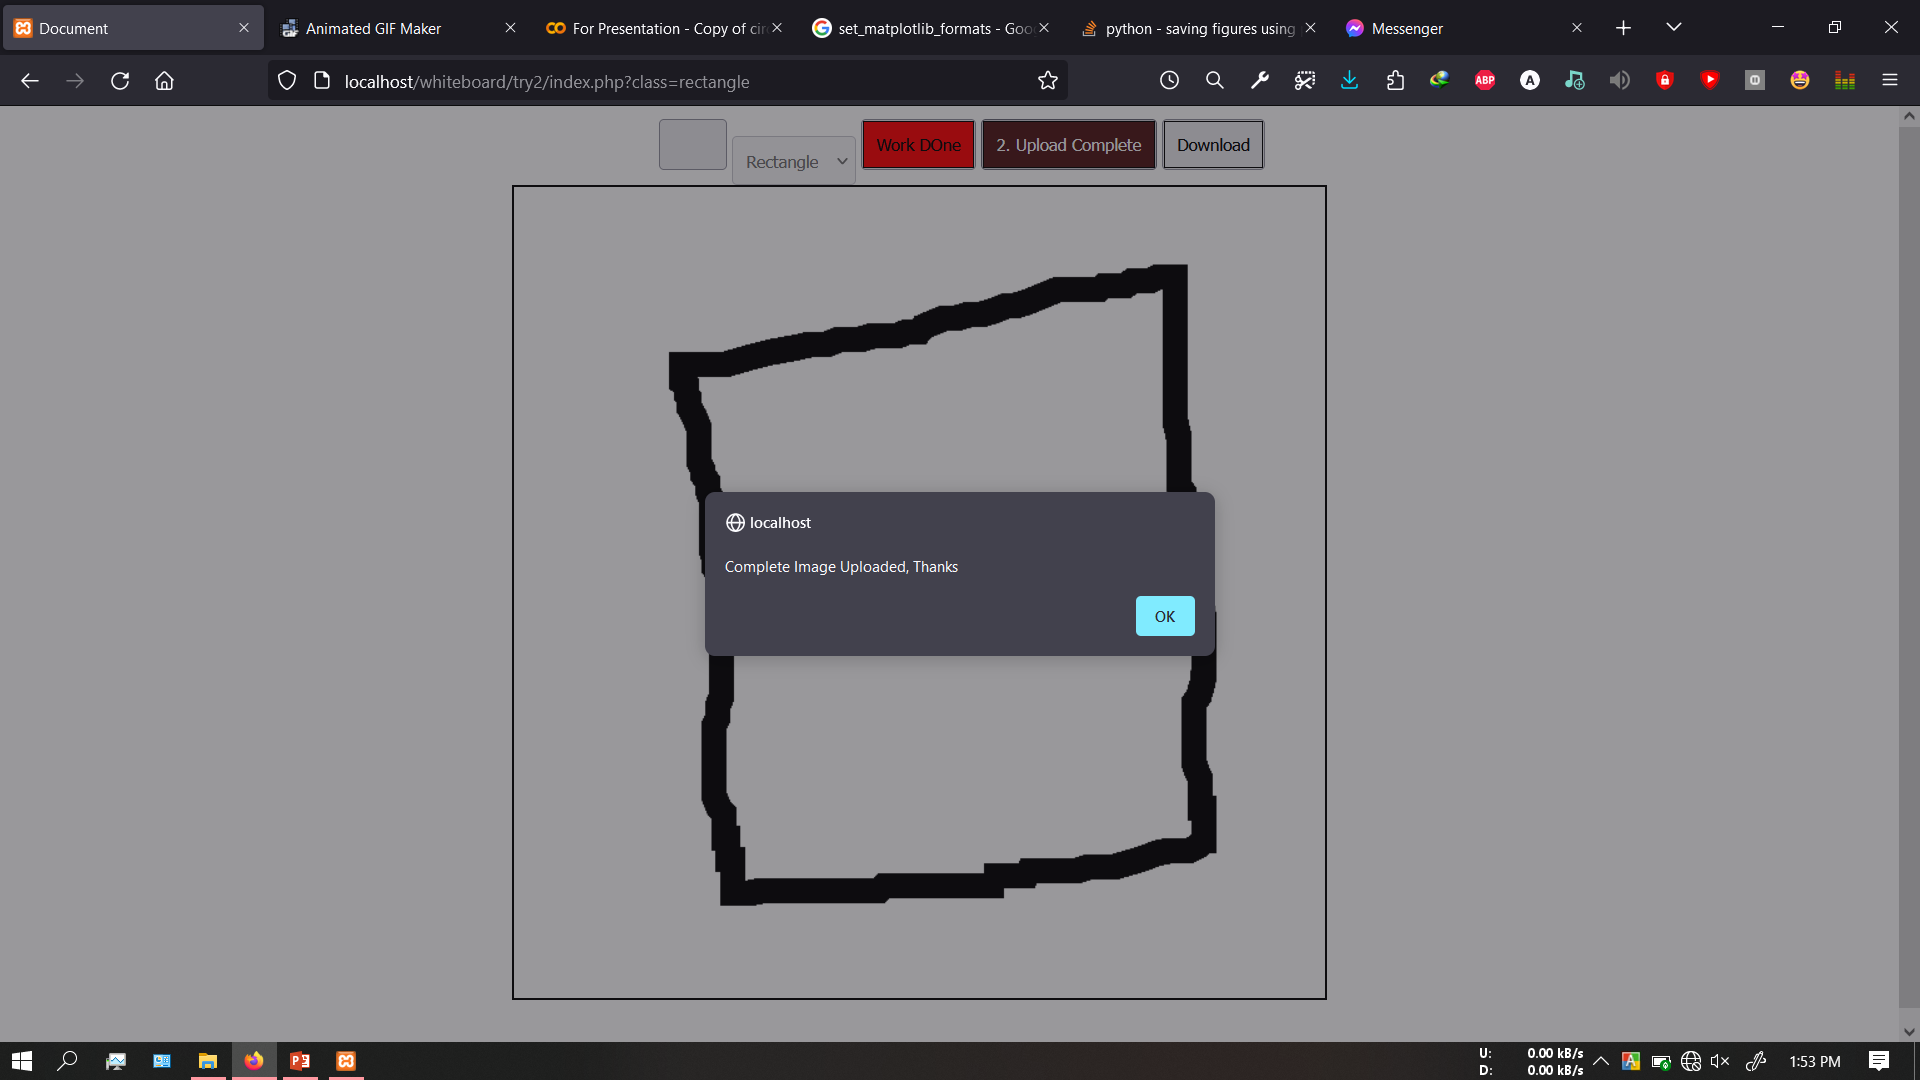 Document
Animated GIF Maker
For Presentation - Copy of cir
set_matplotlib_formats - Goo
python - saving figures using
Messenger
localhost/whiteboard/try2/index.php?class=rectangle
ABP
A
Rectangle
Work DOne
2. Upload Complete
Download
localhost
Complete Image Uploaded, Thanks
OK
U: 0.00 kB/s
D: 0.00 kB/s
1:53 PM